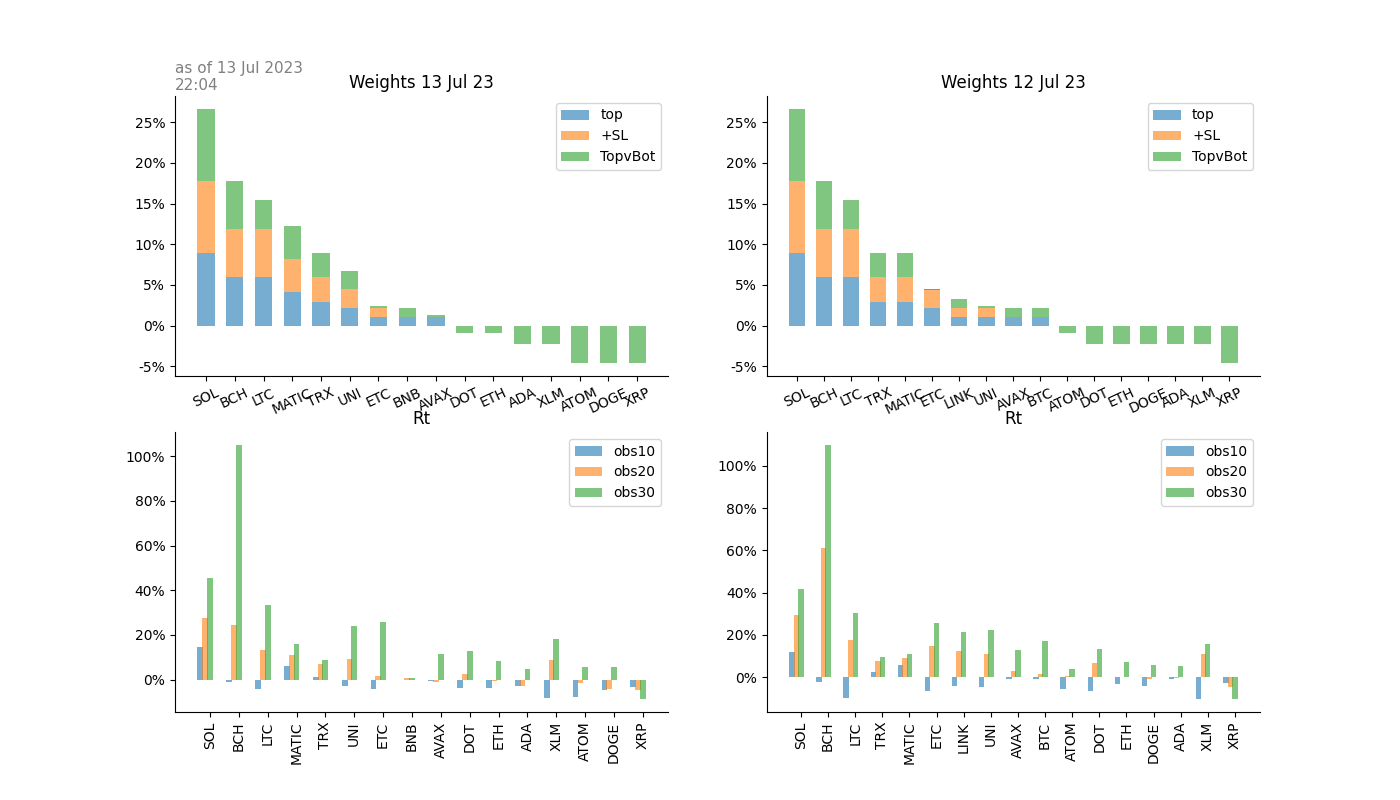 as of 13 Jul 2023
22:04
Weights 13 Jul 23
25%
20%
15%
10%
5%
0%
-5%
top
+SL
TopvBot
SOL BCH LTC MATIC TRX UNI ETC BNB AVAX DOT ETH ADA XLM ATOM DOGE XRP
Weights 12 Jul 23
25%
20%
15%
10%
5%
0%
-5%
top
+SL
TopvBot
SOL BCH LTC TRX MATIC ETC LINK UNI AVAX BTC ATOM DOT ETH DOGE ADA XLM XRP
Rt
100%
80%
60%
40%
20%
0%
obs10
obs20
obs30
SOL BCH LTC MATIC TRX UNI ETC BNB AVAX DOT ETH ADA XLM ATOM DOGE XRP
Rt
100%
80%
60%
40%
20%
0%
obs10
obs20
obs30
SOL BCH LTC TRX MATIC ETC LINK UNI AVAX BTC ATOM DOT ETH DOGE ADA XLM XRP